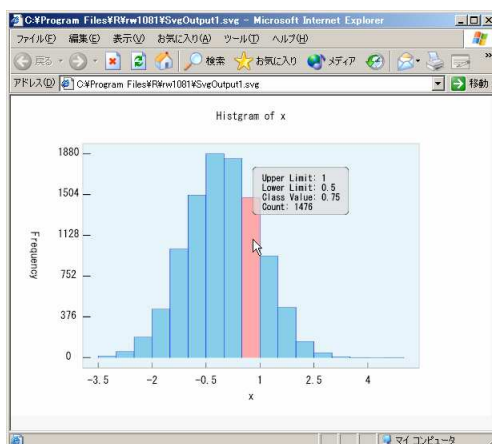 C:¥Program Files¥R¥rw1081¥SvgOutput1.svg - Microsoft Internet Explorer
ファイル(F) 編集(E) 表示(V) お気に入り(A) ツール(T) ヘルプ(H)
戻る 検索 お気に入り メディア »
アドレス(D) C:¥Program Files¥R¥rw1081¥SvgOutput1.svg 移動
Histgram of x
1880
1504
1128
752
376
0
Frequency
Upper Limit: 1
Lower Limit: 0.5
Class Value: 0.75
Count: 1476
-3.5 -2 -0.5 1 2.5 4
x
マイ コンピュータ